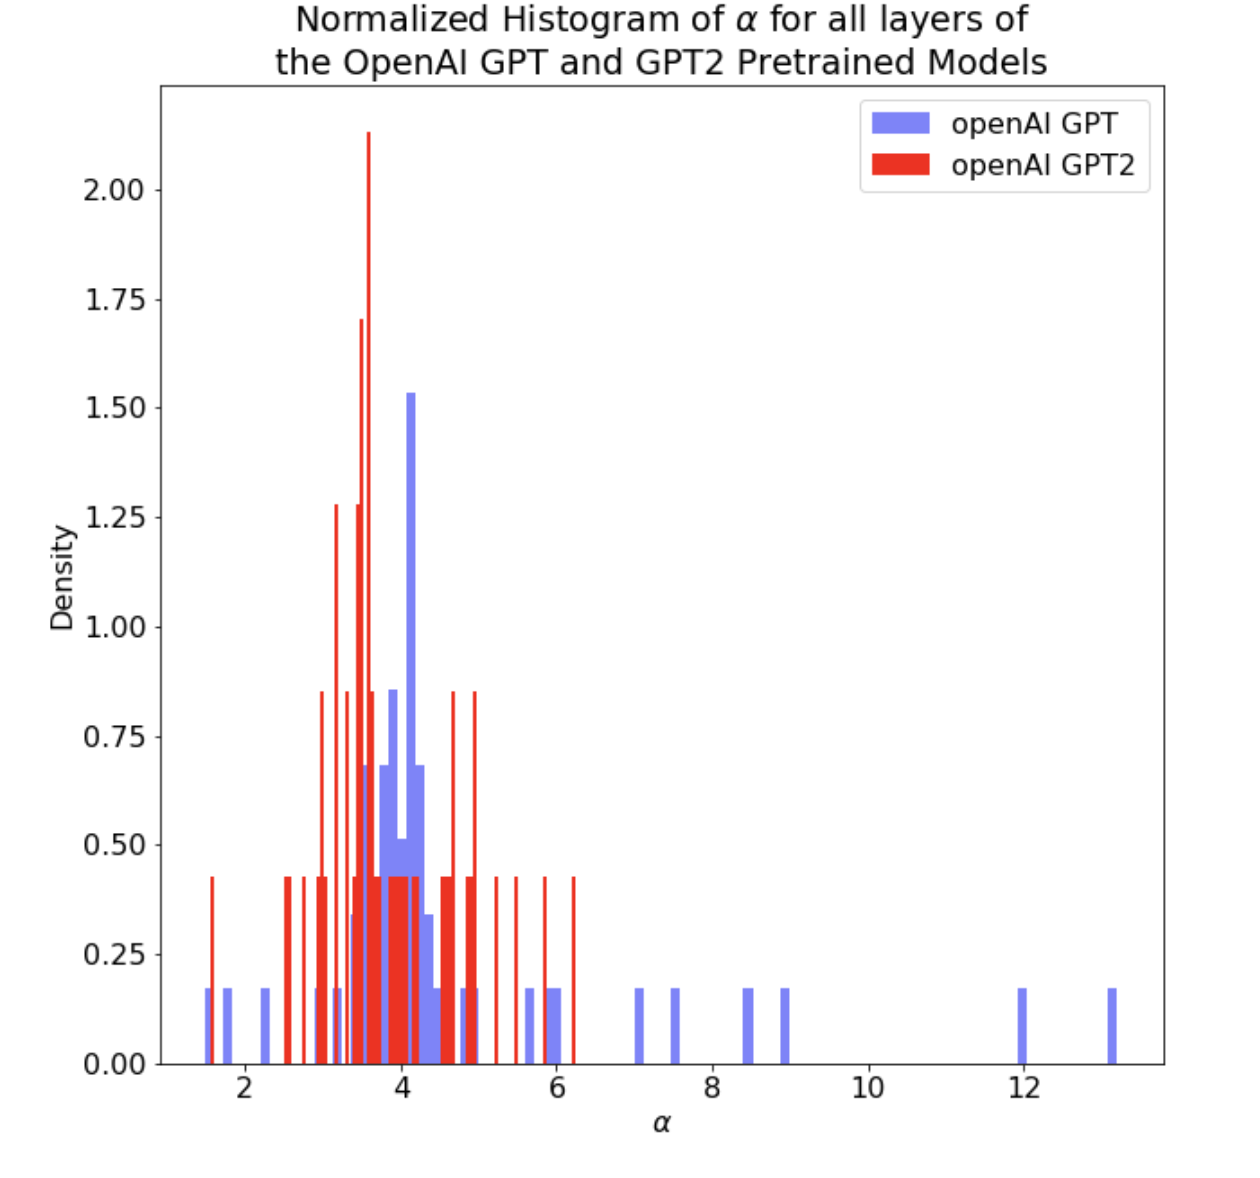 Normalized Histogram of α for all layers of
the OpenAI GPT and GPT2 Pretrained Models
openAI GPT
openAI GPT2
2.00
1.75
1.50
1.25
1.00
0.75
0.50
0.25
0.00
Density
2 4 6 8 10 12
α